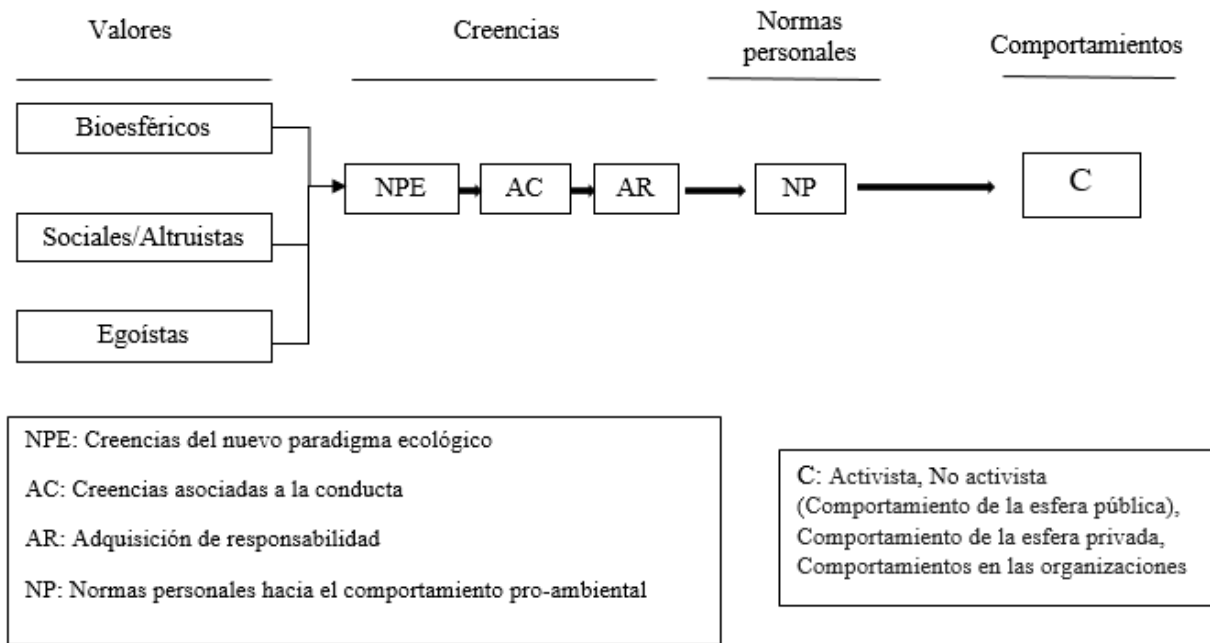 Valores
Creencias
Normas
personales
Comportamientos
Bioesféricos
Sociales/Altruistas
Egoístas
NPE
AC
AR
NP
C
NPE: Creencias del nuevo paradigma ecológico
AC: Creencias asociadas a la conducta
AR: Adquisición de responsabilidad
NP: Normas personales hacia el comportamiento pro-ambiental
C: Activista, No activista
(Comportamiento de la esfera pública),
Comportamiento de la esfera privada,
Comportamientos en las organizaciones